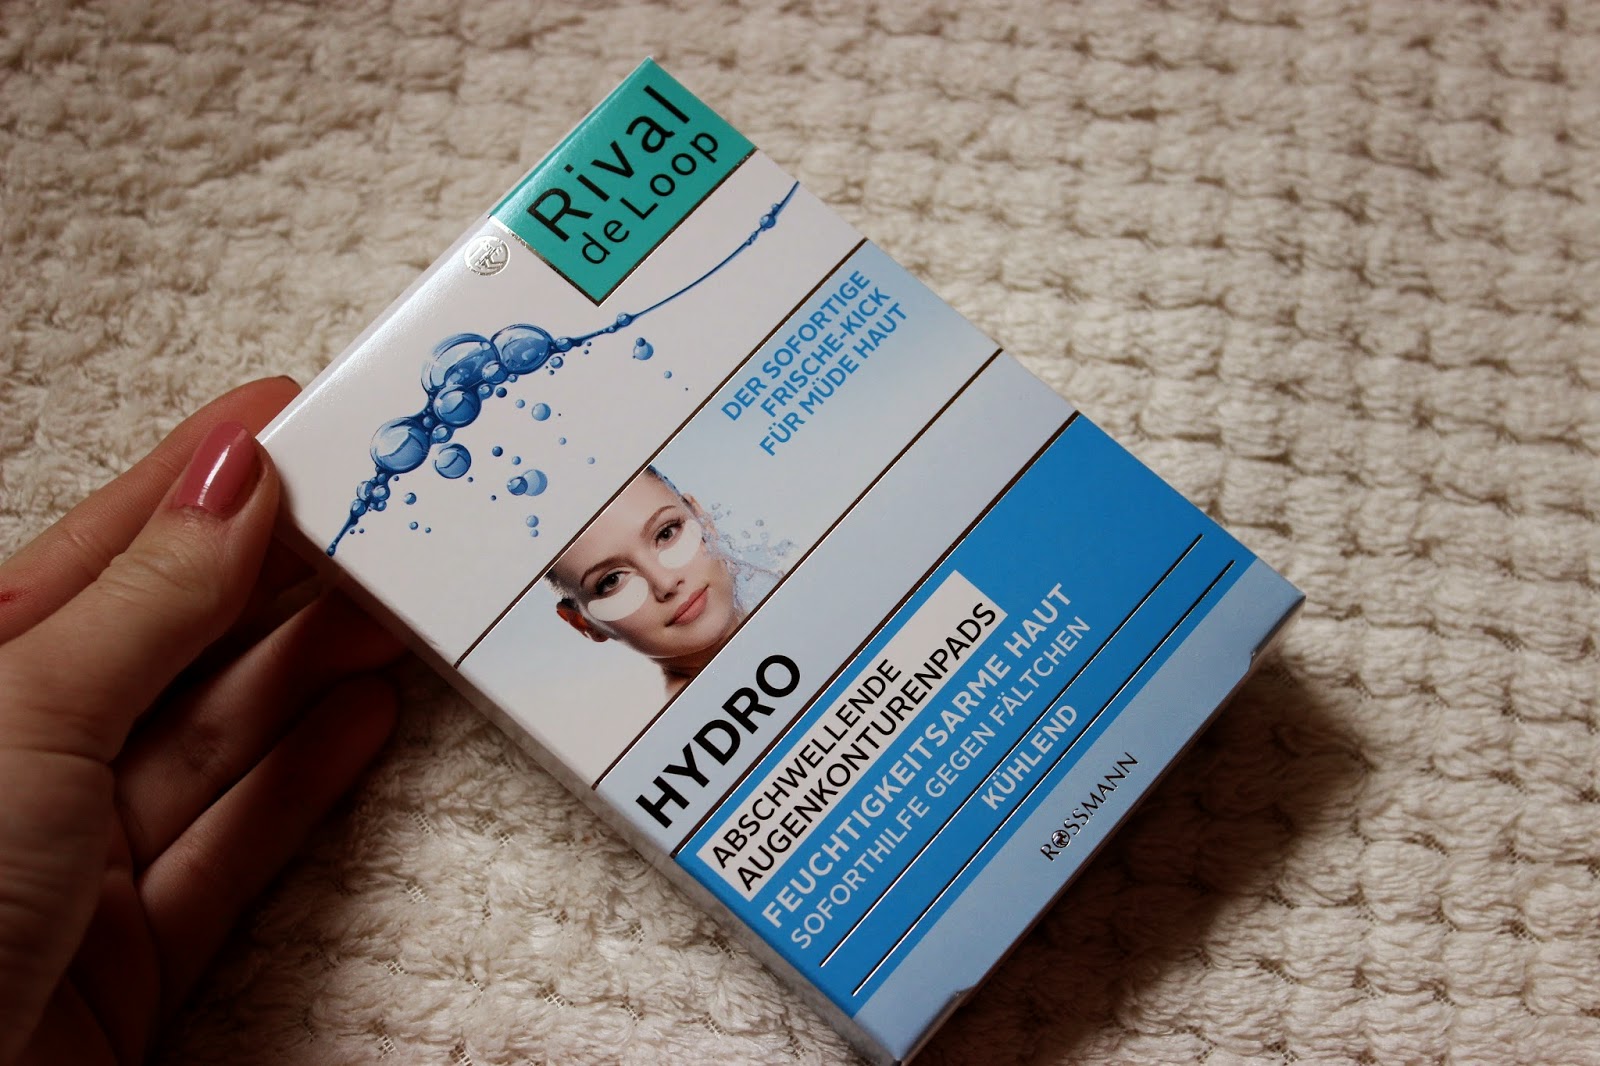 Rival
de Loop
DER SOFORTIGE
FRISCHE-KICK
FÜR MÜDE HAUT
HYDRO
ABSCHWELLENDE
AUGENKONTURENPADS
FEUCHTIGKEITSARME HAUT
SOFORTHILFE GEGEN FÄLTCHEN
KÜHLEND
ROSSMANN